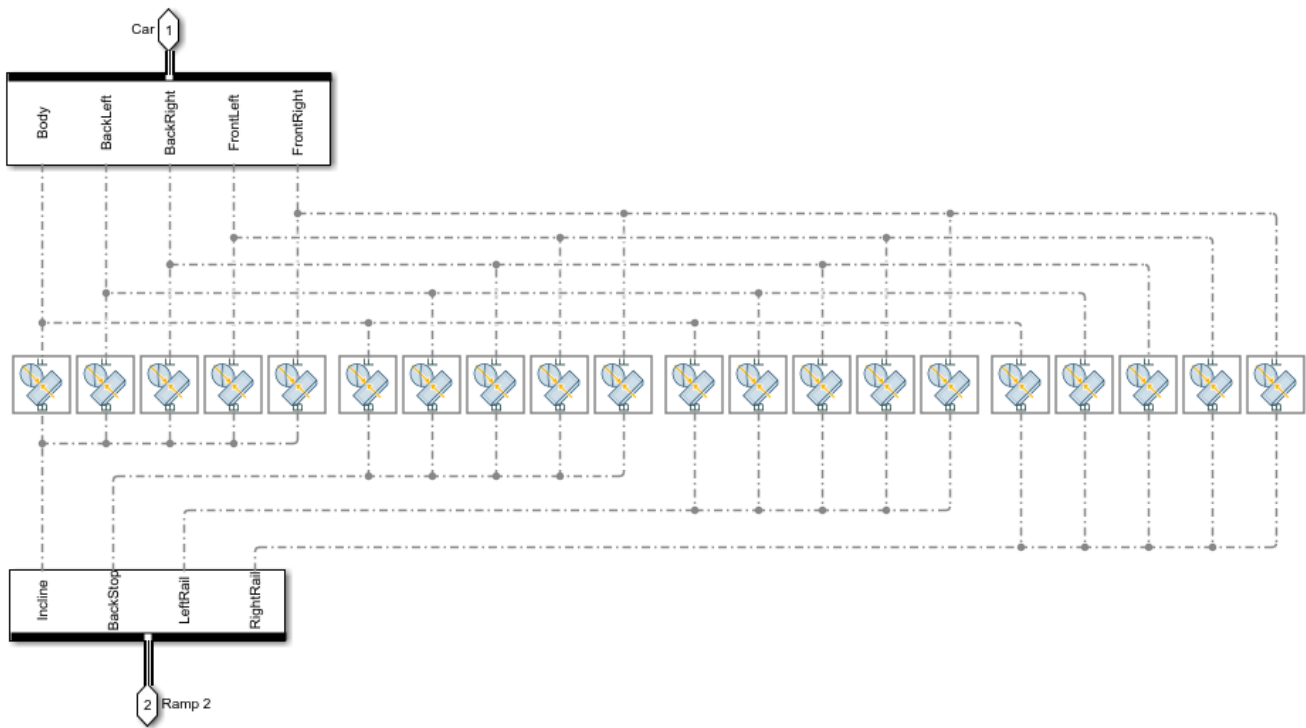 Car 1
Body
BackLeft
BackRight
FrontLeft
FrontRight
Incline
BackStop
LeftRail
RightRail
2 Ramp 2